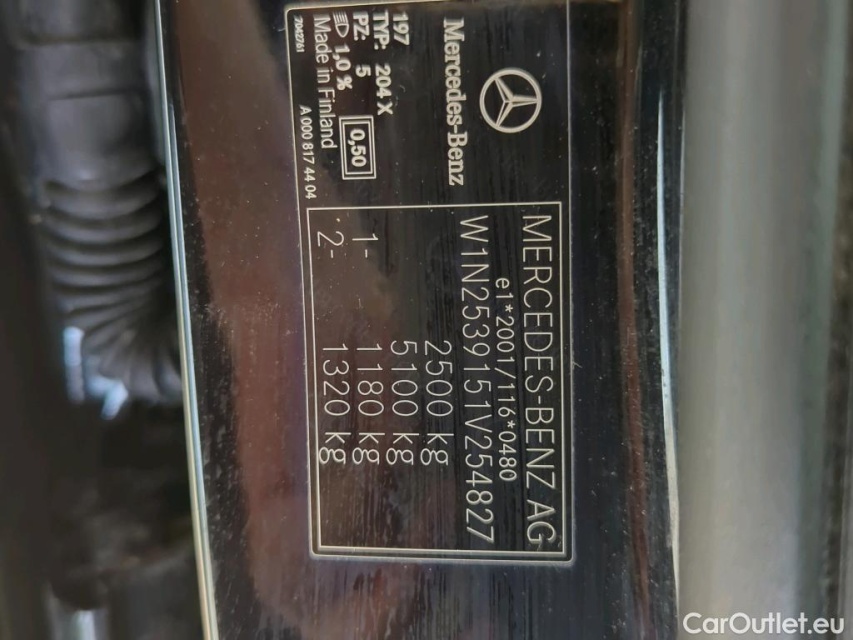 Mercedes-Benz
197
TYP: 204 X
PZ: 5
1,0 %
0,50
Made in Finland
7042761
A 000 817 44 04
MERCEDES-BENZ AG
e1*2001/116*0480
W1N2539151V254827
2500 kg
5100 kg
1- 1180 kg
2- 1320 kg
CarOutlet.eu